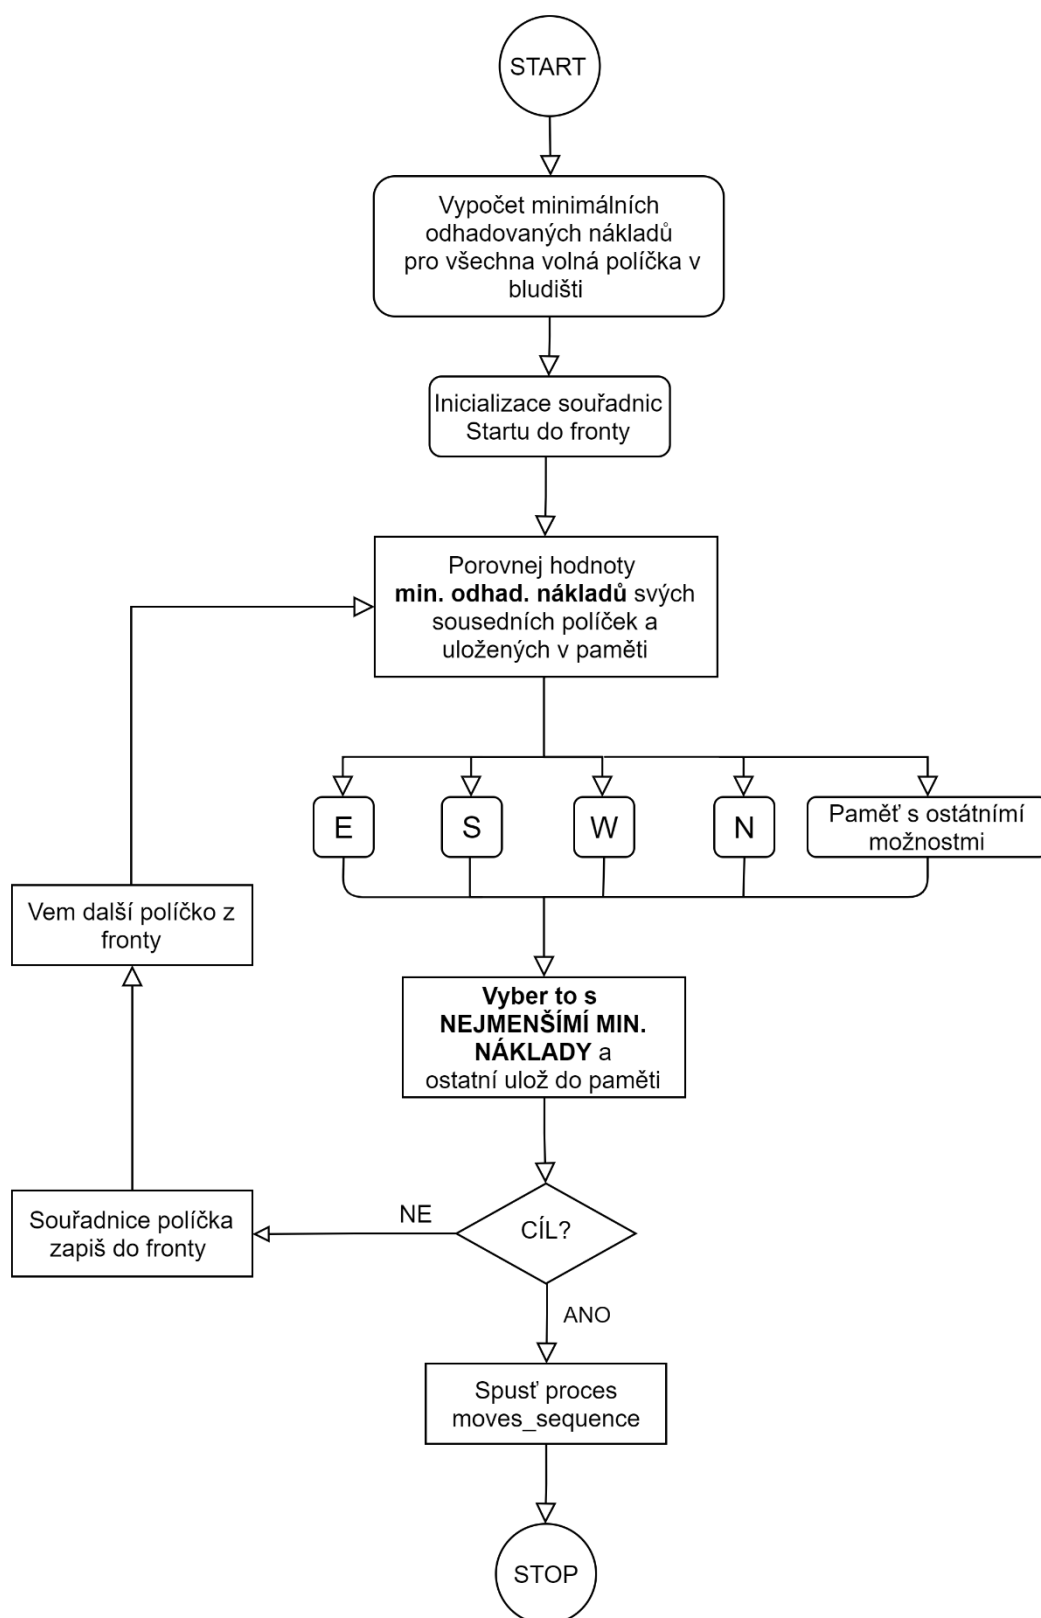 START
Vypočet minimálních
odhadovaných nákladů
pro všechna volná políčka v
bludišti
Inicializace souřadnic
Startu do fronty
Porovnej hodnoty
min. odhad. nákladů svých
sousedních políček a
uložených v paměti
E
S
W
N
Paměť s ostátními
možnostmi
Vem další políčko z
fronty
Vyber to s
NEJMENŠÍMÍ MIN.
NÁKLADY a
ostatní ulož do paměti
Souřadnice políčka
zapiš do fronty
NE
CÍL?
ANO
Spusť proces
moves_sequence
STOP